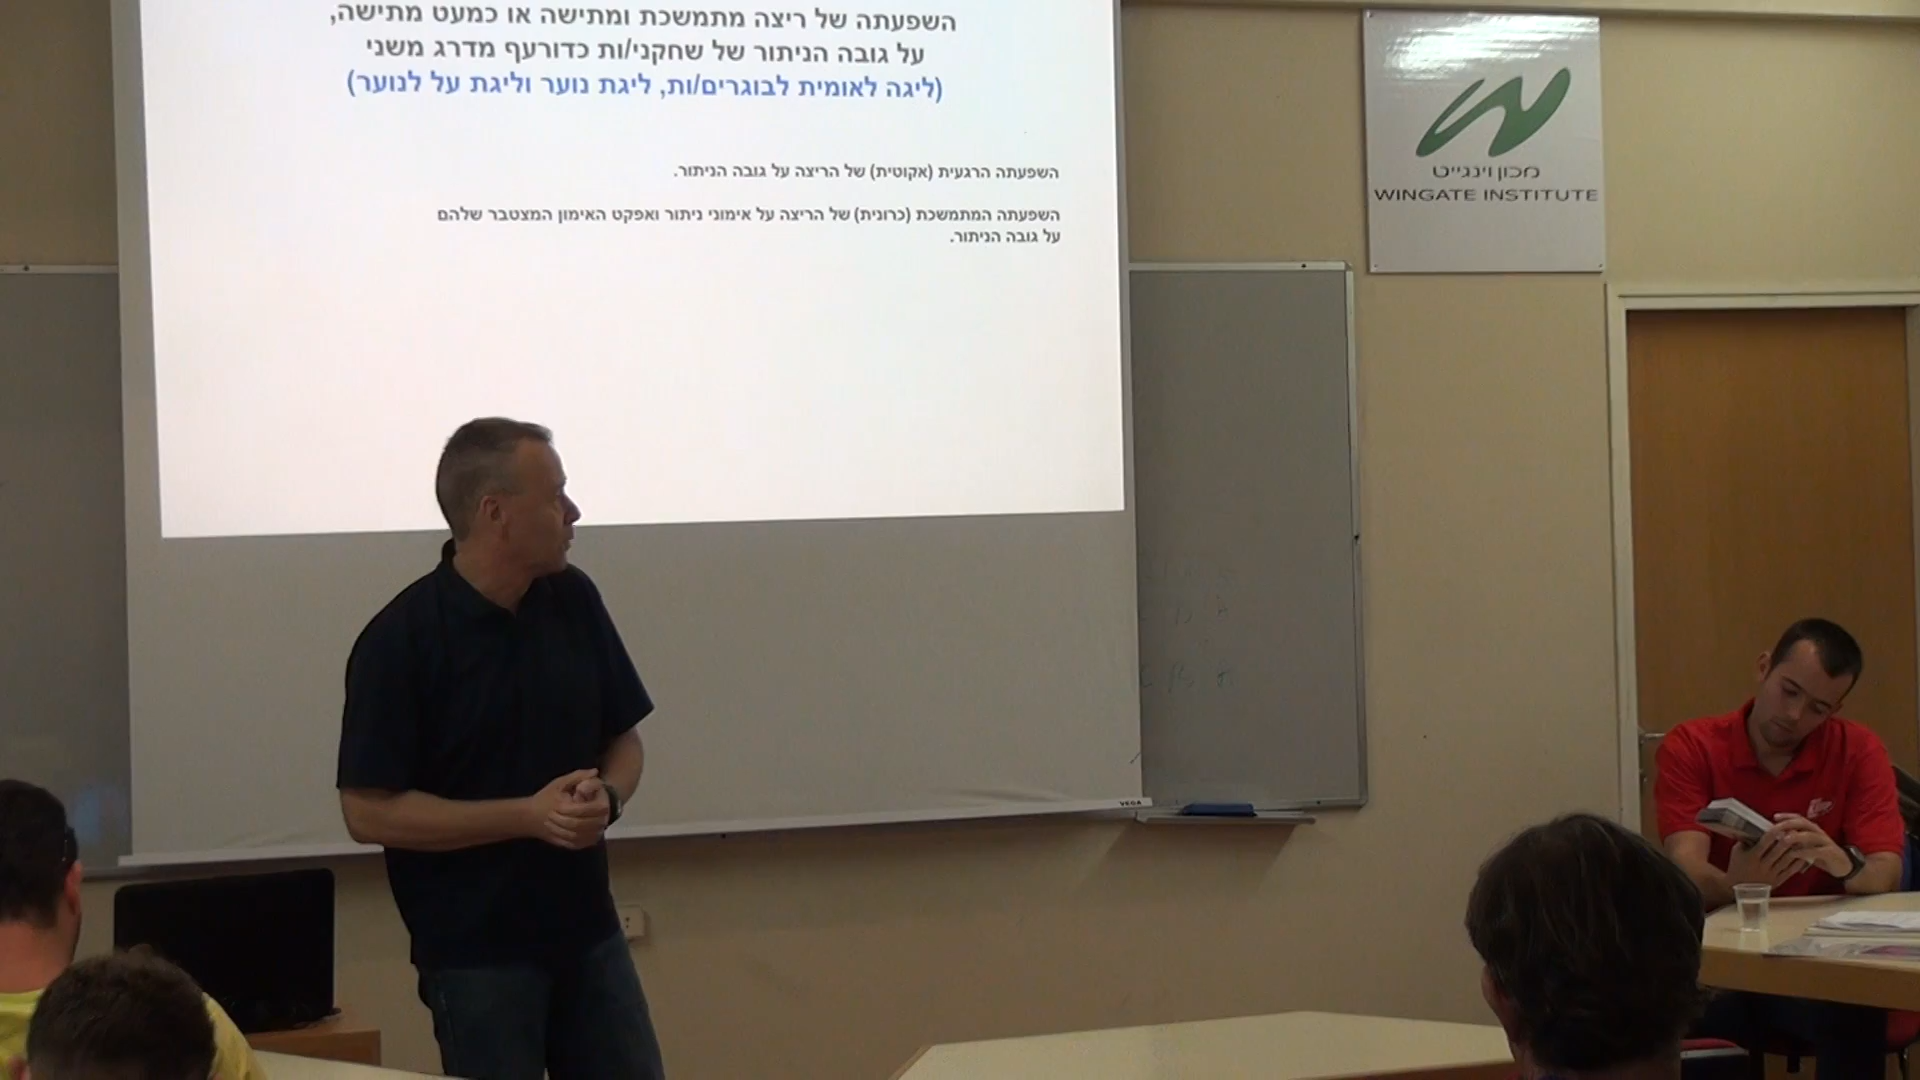 השפעתה של ריצה מתמשכת ומתישה או כמעט מתישה,
על גובה הניתור של שחקני/ות כדורעף מדרג משני
(ליגה לאומית לבוגרים/ות, ליגת נוער וליגת על לנוער)
השפעתה הרגעית (אקוטית) של הריצה על גובה הניתור.
השפעתה המתמשכת (כרונית) של הריצה על אימוני ניתור ואפקט האימון המצטבר שלהם
על גובה הניתור.
מכון וינגייט
WINGATE INSTITUTE
VEGA